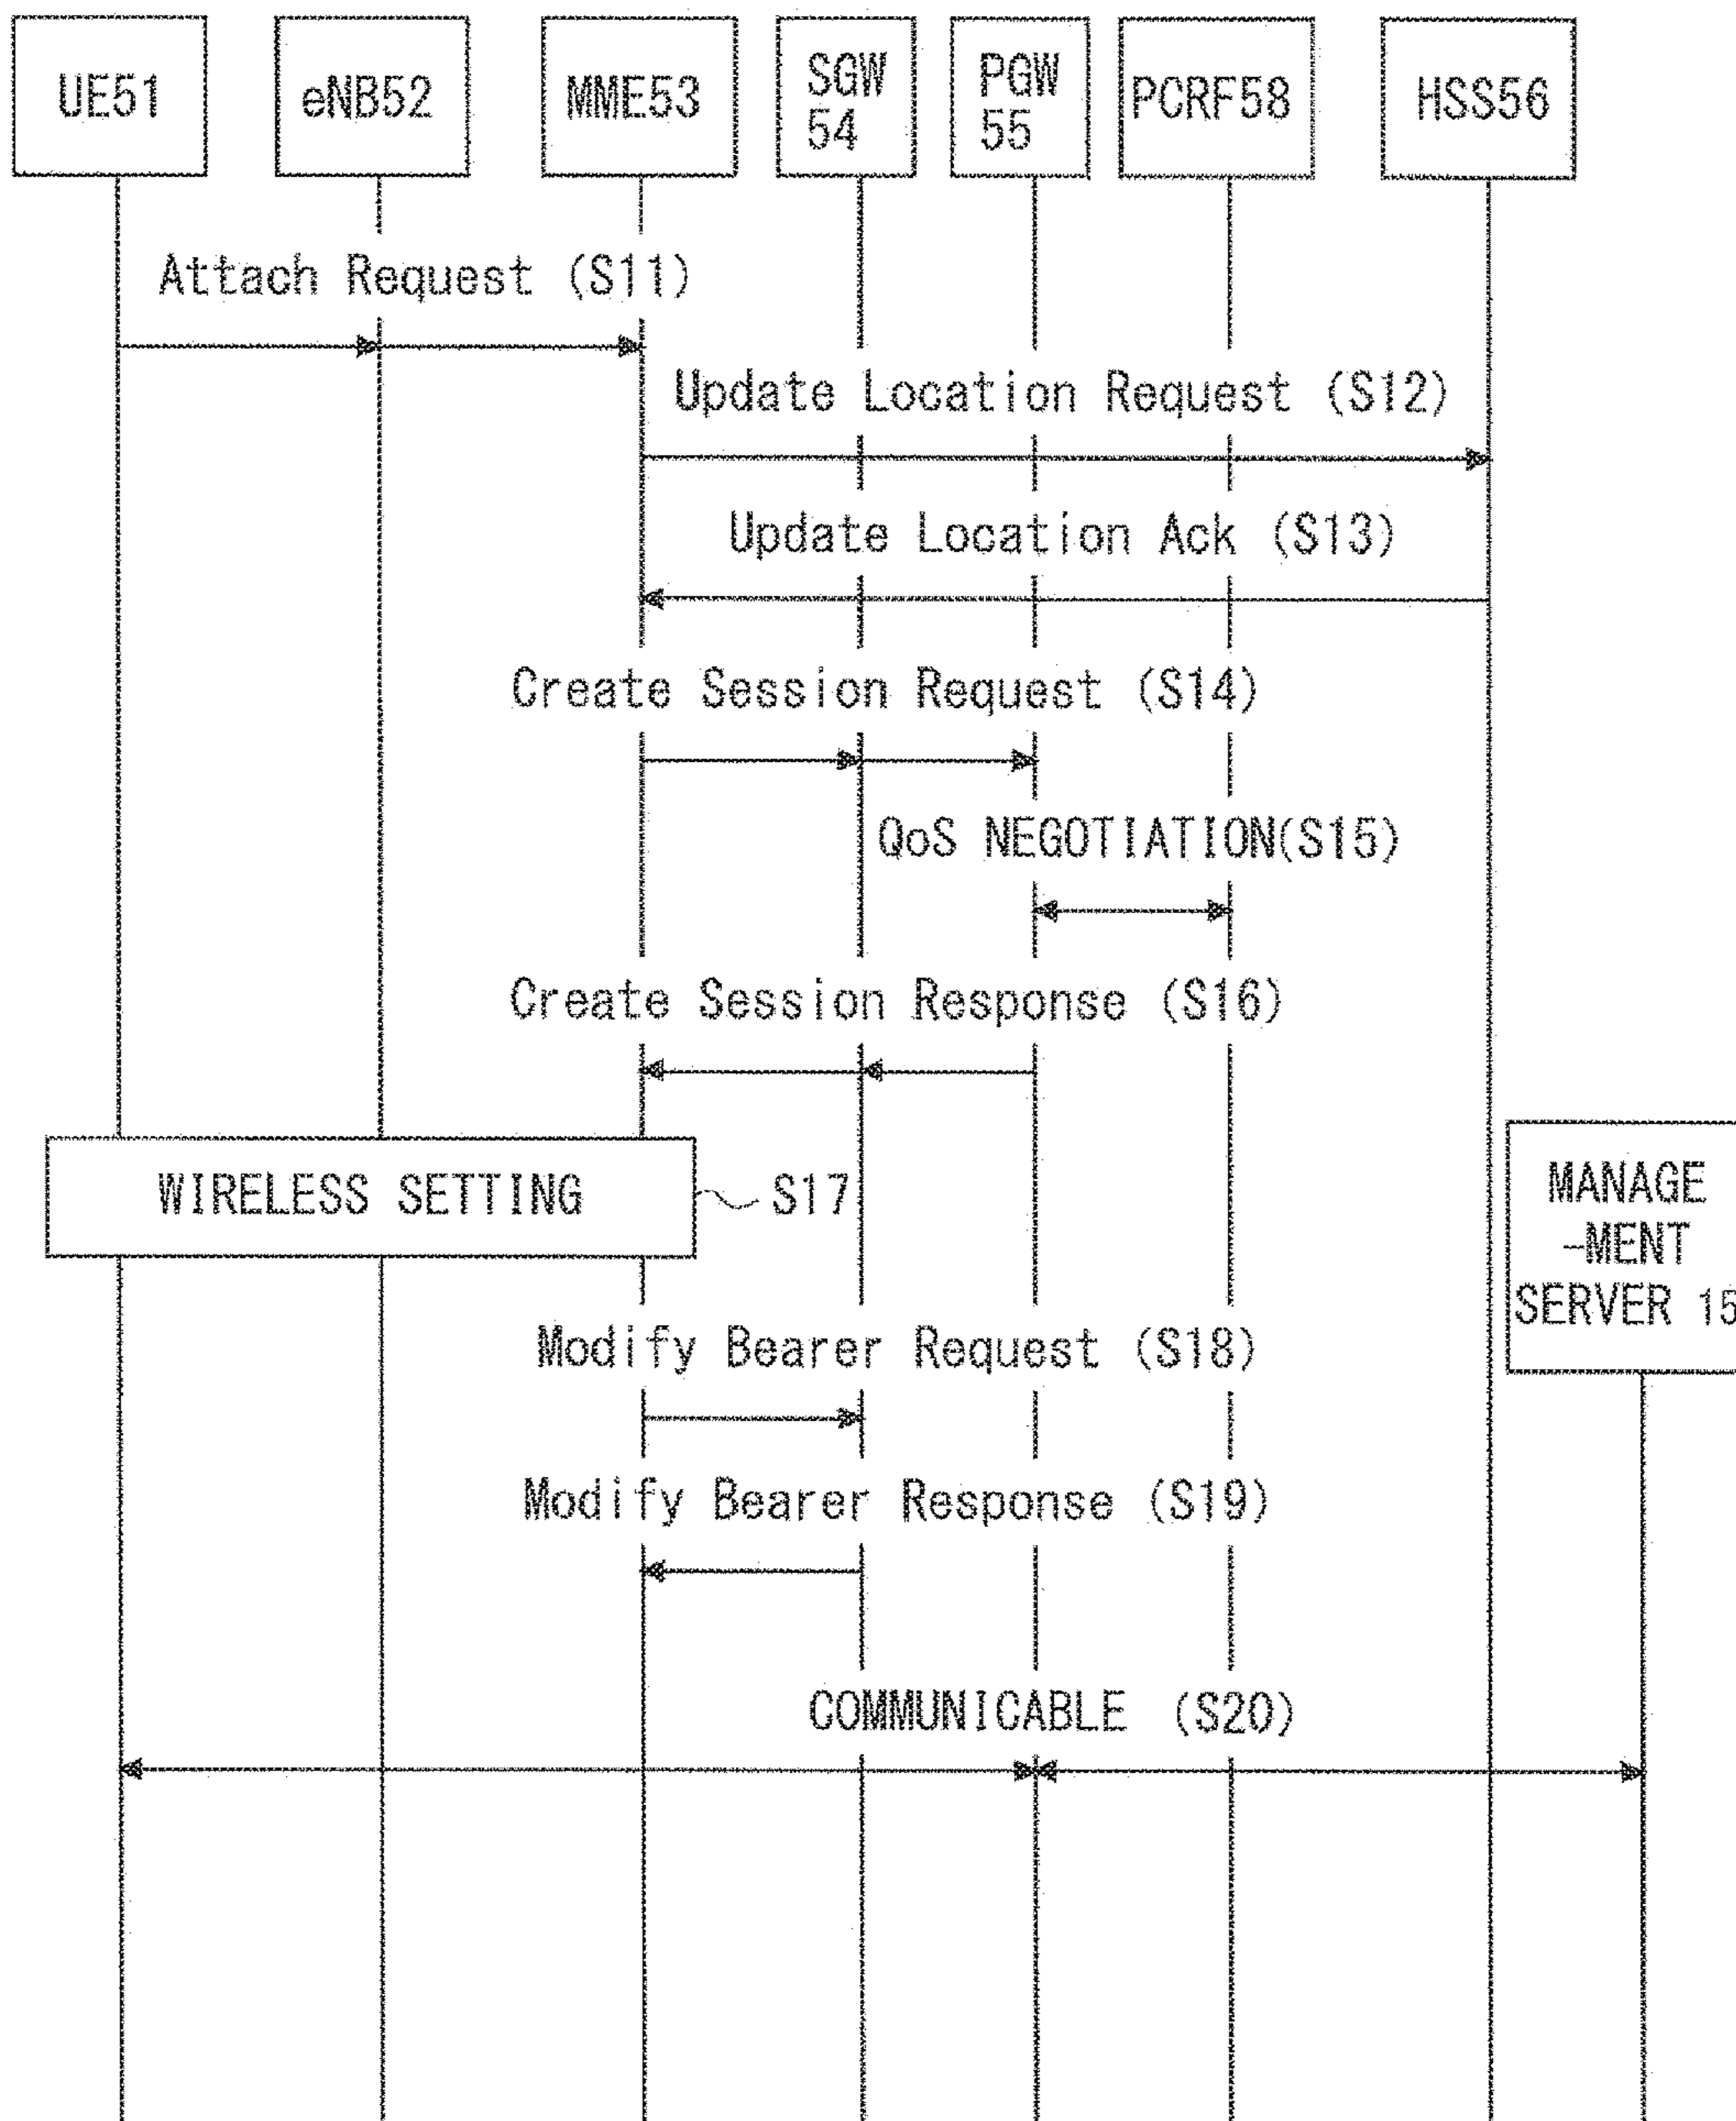 UE51
eNB52
MME53
SGW
54
PGW
55
PCRF58
HSS56
Attach Request (S11)
Update Location Request (S12)
Update Location Ack (S13)
Create Session Request (S14)
QoS NEGOTIATION(S15)
Create Session Response (S16)
WIRELESS SETTING
S17
MANAGE
-MENT
SERVER 15
Modify Bearer Request (S18)
Modify Bearer Response (S19)
COMMUNICABLE (S20)